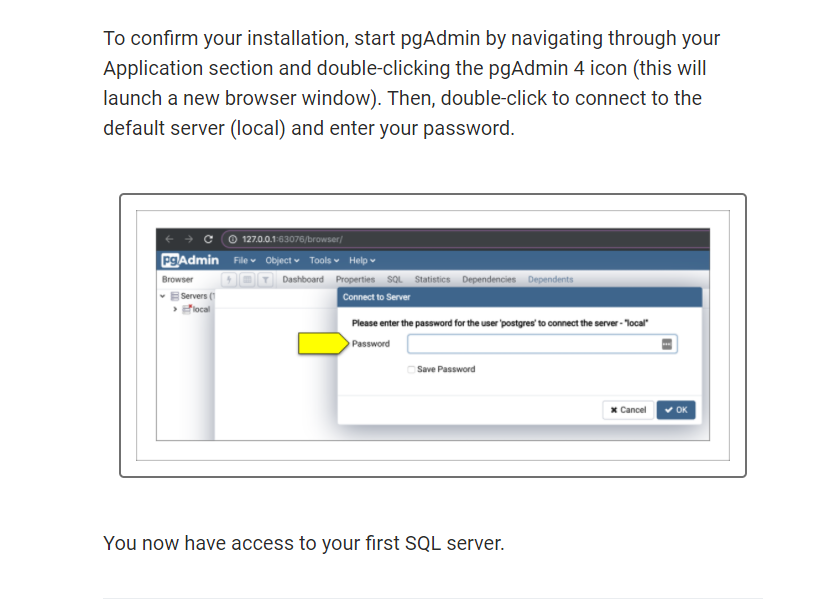 To confirm your installation, start pgAdmin by navigating through your
Application section and double-clicking the pgAdmin 4 icon (this will
launch a new browser window). Then, double-click to connect to the
default server (local) and enter your password.
127.0.0.1:63076/browser/
pgAdmin File Object Tools Help
Browser Dashboard Properties SQL Statistics Dependencies Dependents
Servers (1
local
Connect to Server
Please enter the password for the user 'postgres' to connect the server - "local"
Password
Save Password
Cancel OK
You now have access to your first SQL server.